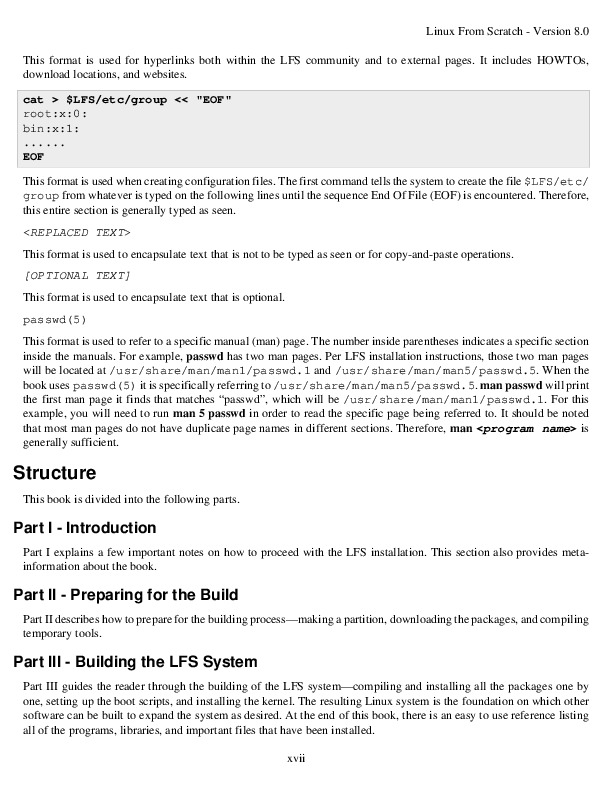 Linux From Scratch - Version 8.0
This format is used for hyperlinks both within the LFS community and to external pages. It includes HOWTOs,
download locations, and websites.
cat > $LFS/etc/group << "EOF"
root:x:0:
bin:x:1:
......
EOF
This format is used when creating configuration files. The first command tells the system to create the file $LFS/etc/
group from whatever is typed on the following lines until the sequence End Of File (EOF) is encountered. Therefore,
this entire section is generally typed as seen.
<REPLACED TEXT>
This format is used to encapsulate text that is not to be typed as seen or for copy-and-paste operations.
[OPTIONAL TEXT]
This format is used to encapsulate text that is optional.
passwd(5)
This format is used to refer to a specific manual (man) page. The number inside parentheses indicates a specific section
inside the manuals. For example, passwd has two man pages. Per LFS installation instructions, those two man pages
will be located at /usr/share/man/man1/passwd.1 and /usr/share/man/man5/passwd.5. When the
book uses passwd(5) it is specifically referring to /usr/share/man/man5/passwd.5. man passwd will print
the first man page it finds that matches “passwd”, which will be /usr/share/man/man1/passwd.1. For this
example, you will need to run man 5 passwd in order to read the specific page being referred to. It should be noted
that most man pages do not have duplicate page names in different sections. Therefore, man <program name> is
generally sufficient.
Structure
This book is divided into the following parts.
Part I - Introduction
Part I explains a few important notes on how to proceed with the LFS installation. This section also provides meta-
information about the book.
Part II - Preparing for the Build
Part II describes how to prepare for the building process—making a partition, downloading the packages, and compiling
temporary tools.
Part III - Building the LFS System
Part III guides the reader through the building of the LFS system—compiling and installing all the packages one by
one, setting up the boot scripts, and installing the kernel. The resulting Linux system is the foundation on which other
software can be built to expand the system as desired. At the end of this book, there is an easy to use reference listing
all of the programs, libraries, and important files that have been installed.
xvii